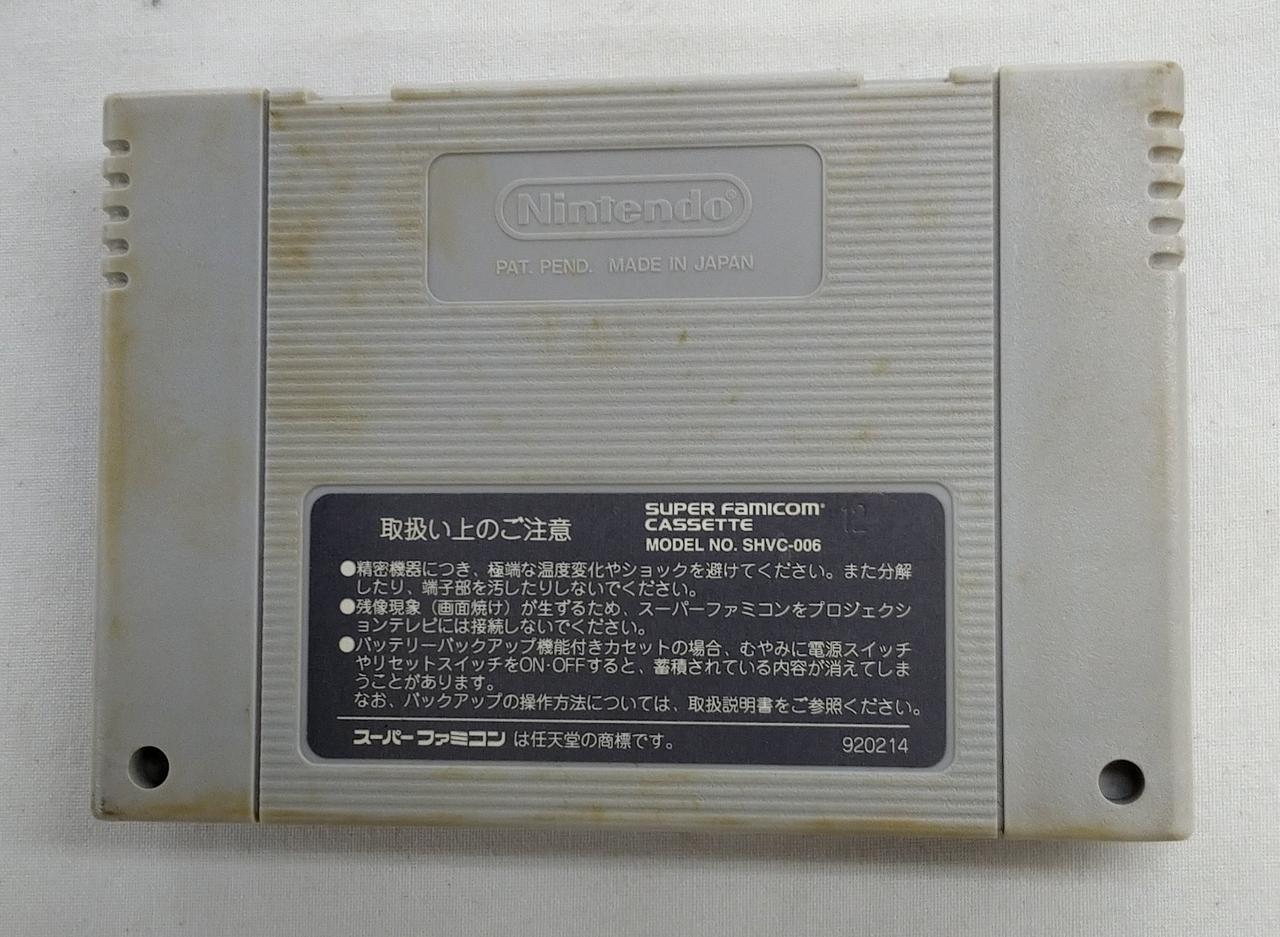 Nintendo®
PAT. PEND. MADE IN JAPAN
取扱い上のご注意
SUPER FAMICOM®
CASSETTE
MODEL NO. SHVC-006
12
●精密機器につき、極端な温度変化やショックを避けてください。また分解
したり、端子部を汚したりしないでください。
●残像現象（画面焼け）が生ずるため、スーパーファミコンをプロジェクシ
ョンテレビには接続しないでください。
●バッテリーバックアップ機能付きカセットの場合、むやみに電源スイッチ
やリセットスイッチをON･OFFすると、蓄積されている内容が消えてしま
うことがあります。
なお、バックアップの操作方法については、取扱説明書をご参照ください。
スーパーファミコン は任天堂の商標です。
920214